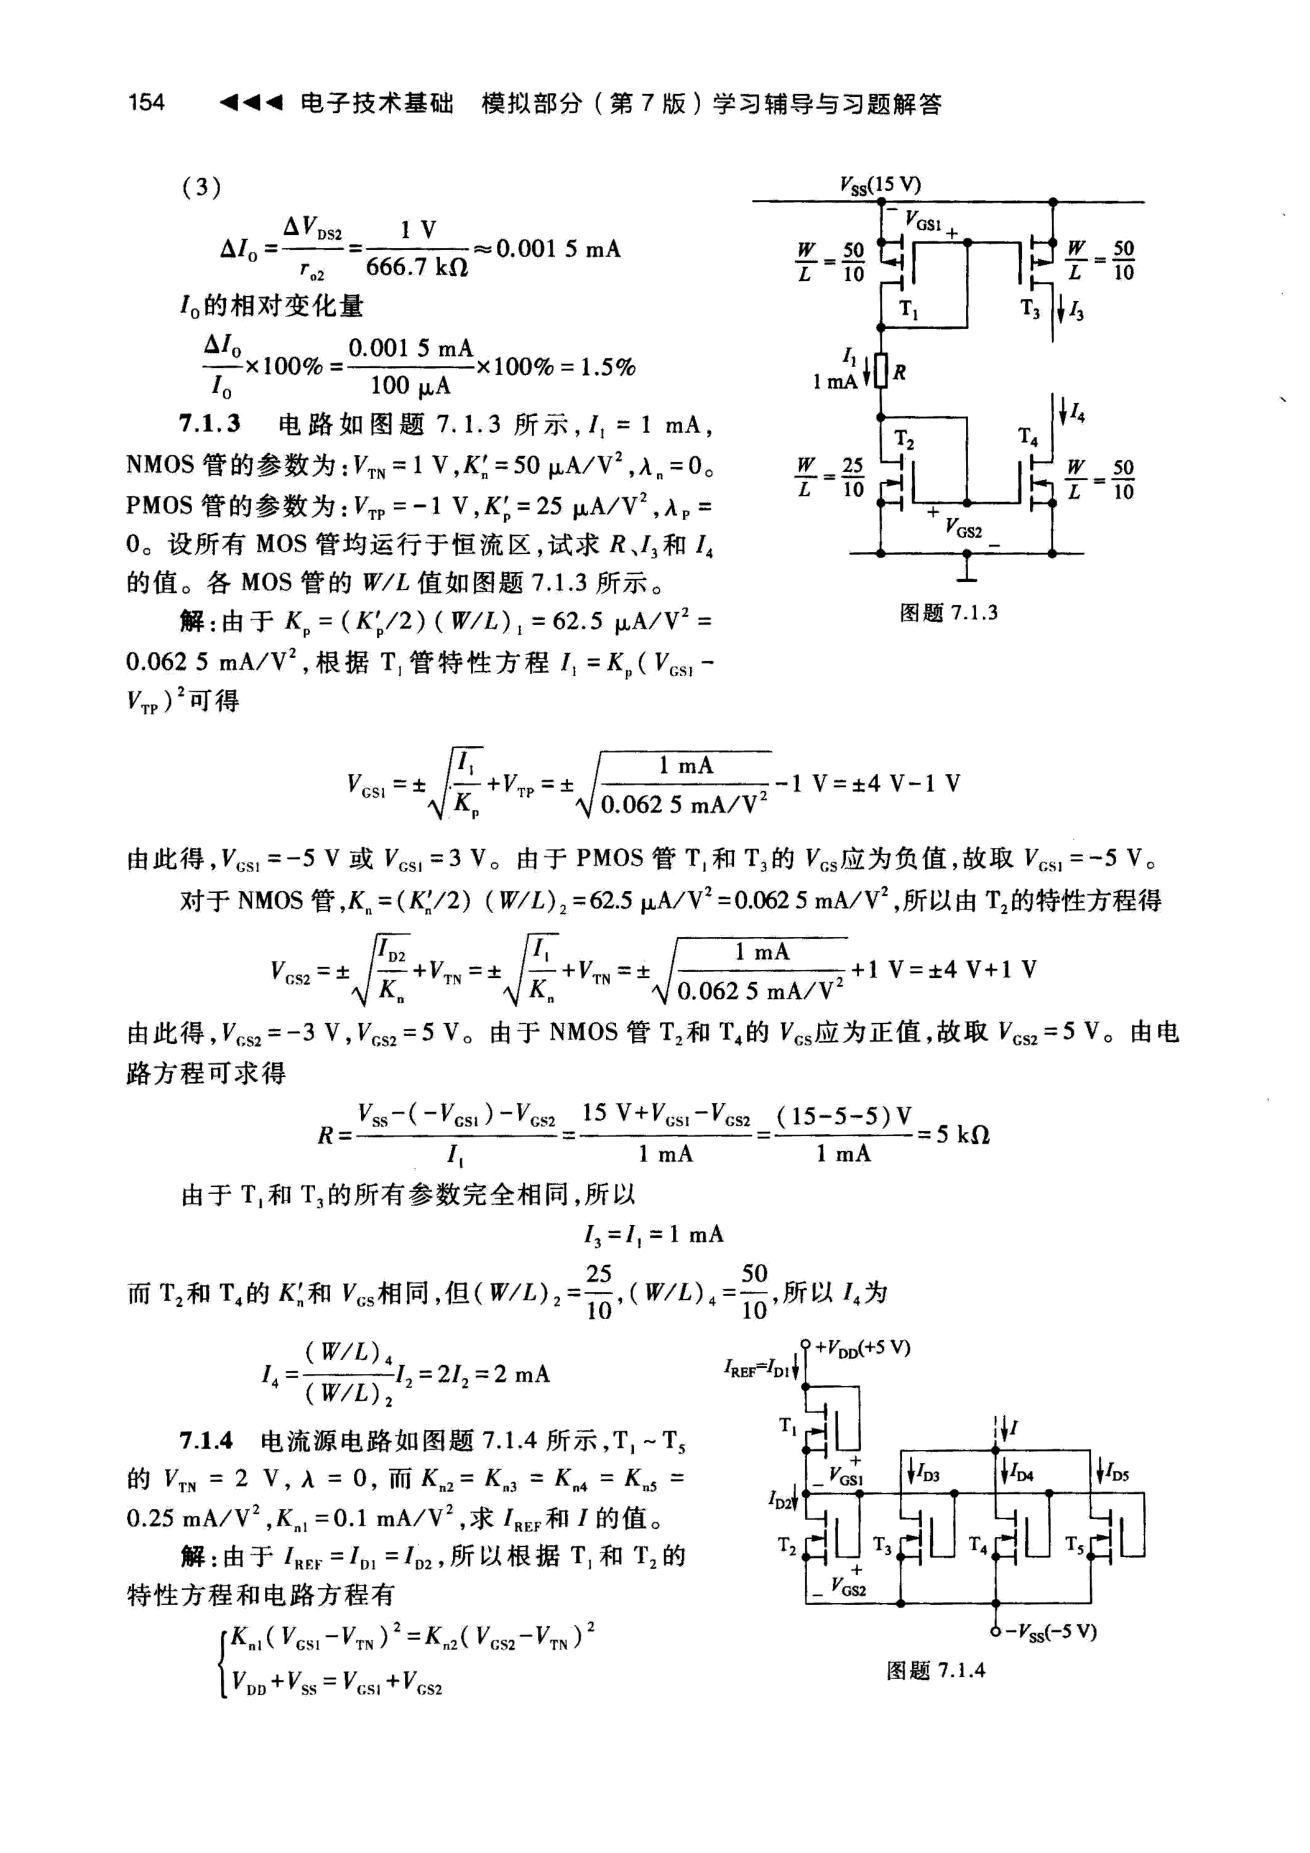 154 ◀◀◀ 电子技术基础 模拟部分(第7版)学习辅导与习题解答
(3)
ΔI₀ = ΔV_DS2 / r_o2 = 1 V / 666.7 kΩ ≈ 0.001 5 mA
I₀的相对变化量
ΔI₀ / I₀ ×100% = 0.001 5 mA / 100 μA ×100% = 1.5%
7.1.3 电路如图题 7.1.3 所示,I₁ = 1 mA,
NMOS 管的参数为:V_TN = 1 V,K′_n = 50 μA/V²,λ_n = 0。
PMOS 管的参数为:V_TP = -1 V,K′_p = 25 μA/V²,λ_P =
0。设所有 MOS 管均运行于恒流区,试求 R、I₃和 I₄
的值。各 MOS 管的 W/L 值如图题 7.1.3 所示。
解:由于 K_p = (K′_p/2)(W/L)₁ = 62.5 μA/V² =
0.062 5 mA/V²,根据 T₁管特性方程 I₁ = K_p(V_GS1 -
V_TP)²可得
V_SS(15 V)
- V_GS1 +
W/L = 50/10
W/L = 50/10
T₁
T₃
I₃
I₁
1 mA
R
I₄
T₂
T₄
W/L = 25/10
W/L = 50/10
+ V_GS2 -
图题 7.1.3
V_GS1 = ±√(I₁/K_p) + V_TP = ±√(1 mA / 0.062 5 mA/V²) - 1 V = ±4 V - 1 V
由此得,V_GS1 = -5 V 或 V_GS1 = 3 V。由于 PMOS 管 T₁和 T₃的 V_GS应为负值,故取 V_GS1 = -5 V。
对于 NMOS 管,K_n = (K′_n/2) (W/L)₂ = 62.5 μA/V² = 0.062 5 mA/V²,所以由 T₂的特性方程得
V_GS2 = ±√(I_D2/K_n) + V_TN = ±√(I₁/K_n) + V_TN = ±√(1 mA / 0.062 5 mA/V²) + 1 V = ±4 V + 1 V
由此得,V_GS2 = -3 V,V_GS2 = 5 V。由于 NMOS 管 T₂和 T₄的 V_GS应为正值,故取 V_GS2 = 5 V。由电
路方程可求得
R = (V_SS - (-V_GS1) - V_GS2) / I₁ = (15 V + V_GS1 - V_GS2) / 1 mA = (15-5-5) V / 1 mA = 5 kΩ
由于 T₁和 T₃的所有参数完全相同,所以
I₃ = I₁ = 1 mA
而 T₂和 T₄的 K′_n和 V_GS相同,但(W/L)₂ = 25/10,(W/L)₄ = 50/10,所以 I₄为
I₄ = (W/L)₄ / (W/L)₂ I₂ = 2I₂ = 2 mA
7.1.4 电流源电路如图题 7.1.4 所示,T₁ ~ T₅
的 V_TN = 2 V, λ = 0, 而 K_n2 = K_n3 = K_n4 = K_n5 =
0.25 mA/V²,K_n1 = 0.1 mA/V²,求 I_REF和 I 的值。
解:由于 I_REF = I_D1 = I_D2,所以根据 T₁ 和 T₂的
特性方程和电路方程有
{ K_n1(V_GS1 - V_TN)² = K_n2(V_GS2 - V_TN)²
V_DD + V_SS = V_GS1 + V_GS2
+V_DD(+5 V)
I_REF=I_D1
T₁
+
- V_GS1
I
I_D2
I_D3
I_D4
I_D5
T₂
T₃
T₄
T₅
+
- V_GS2
-V_SS(-5 V)
图题 7.1.4